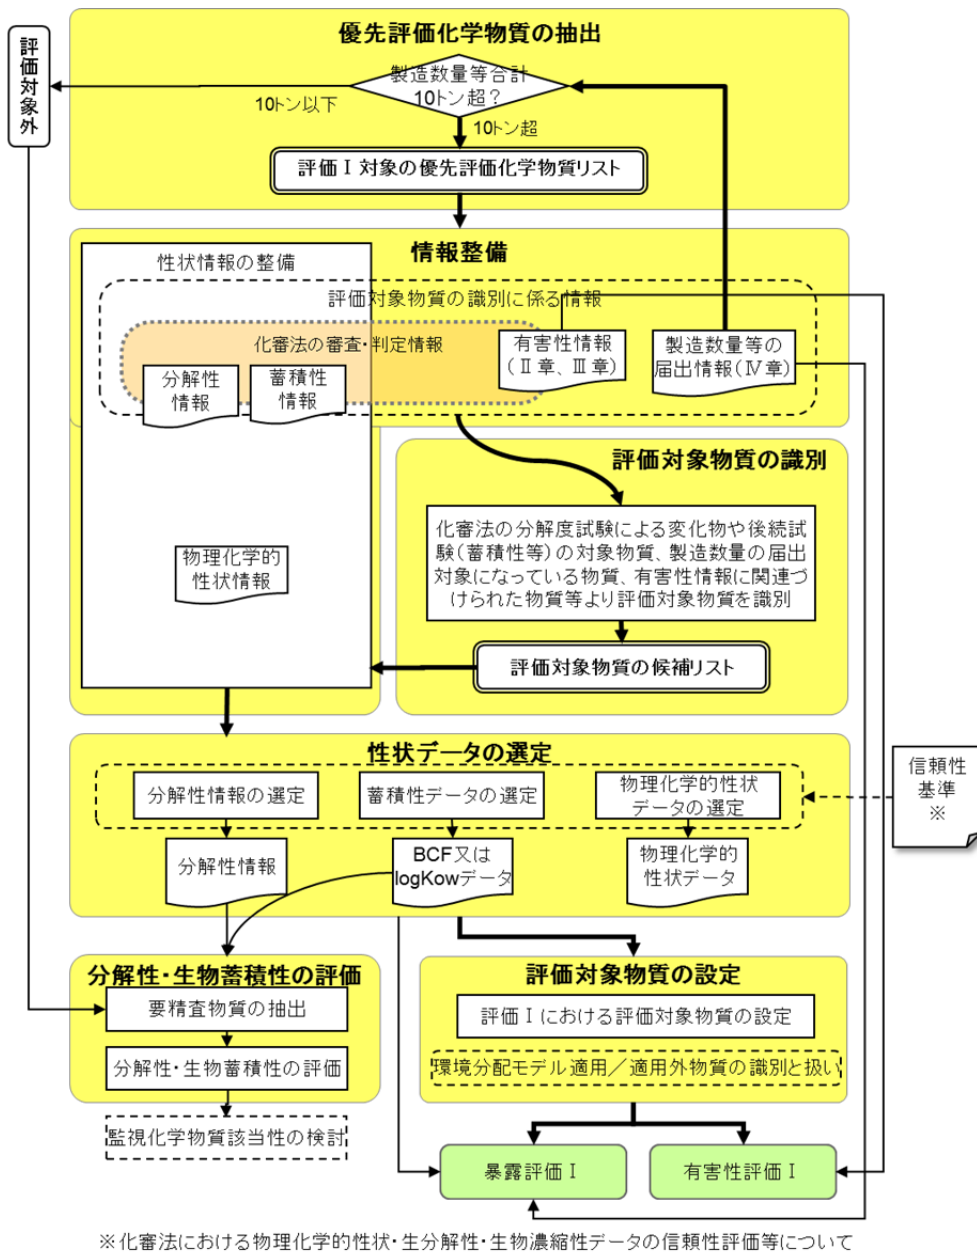 優先評価化学物質の抽出
評価対象外
製造数量等合計
10トン超？
10トン以下
10トン超
評価Ⅰ対象の優先評価化学物質リスト
情報整備
性状情報の整備
評価対象物質の識別に係る情報
化審法の審査・判定情報
有害性情報
（Ⅱ章、Ⅲ章）
製造数量等の
届出情報（Ⅳ章）
分解性
情報
蓄積性
情報
物理化学的
性状情報
評価対象物質の識別
化審法の分解度試験による変化物や後続試
験（蓄積性等）の対象物質、製造数量の届出
対象になっている物質、有害性情報に関連づ
けられた物質等より評価対象物質を識別
評価対象物質の候補リスト
性状データの選定
分解性情報の選定
蓄積性データの選定
物理化学的性状
データの選定
信頼性
基準
※
分解性情報
BCF又は
logKowデータ
物理化学的
性状データ
分解性・生物蓄積性の評価
要精査物質の抽出
分解性・生物蓄積性の評価
監視化学物質該当性の検討
評価対象物質の設定
評価Ⅰにおける評価対象物質の設定
環境分配モデル適用／適用外物質の識別と扱い
暴露評価Ⅰ
有害性評価Ⅰ
※化審法における物理化学的性状・生分解性・生物濃縮性データの信頼性評価等について